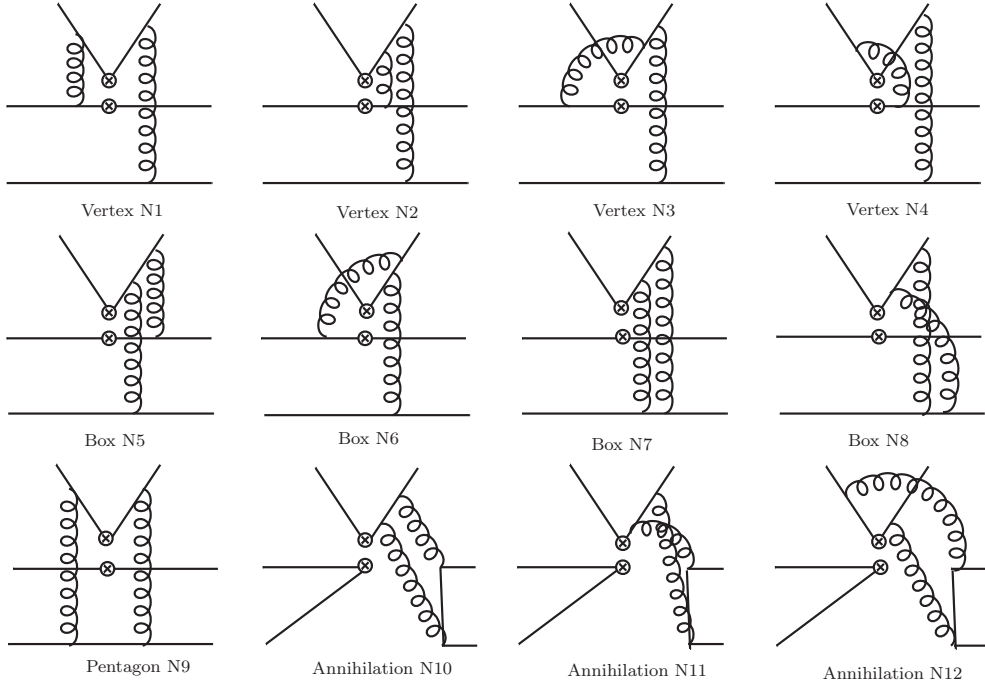 Vertex N1
Vertex N2
Vertex N3
Vertex N4
Box N5
Box N6
Box N7
Box N8
Pentagon N9
Annihilation N10
Annihilation N11
Annihilation N12